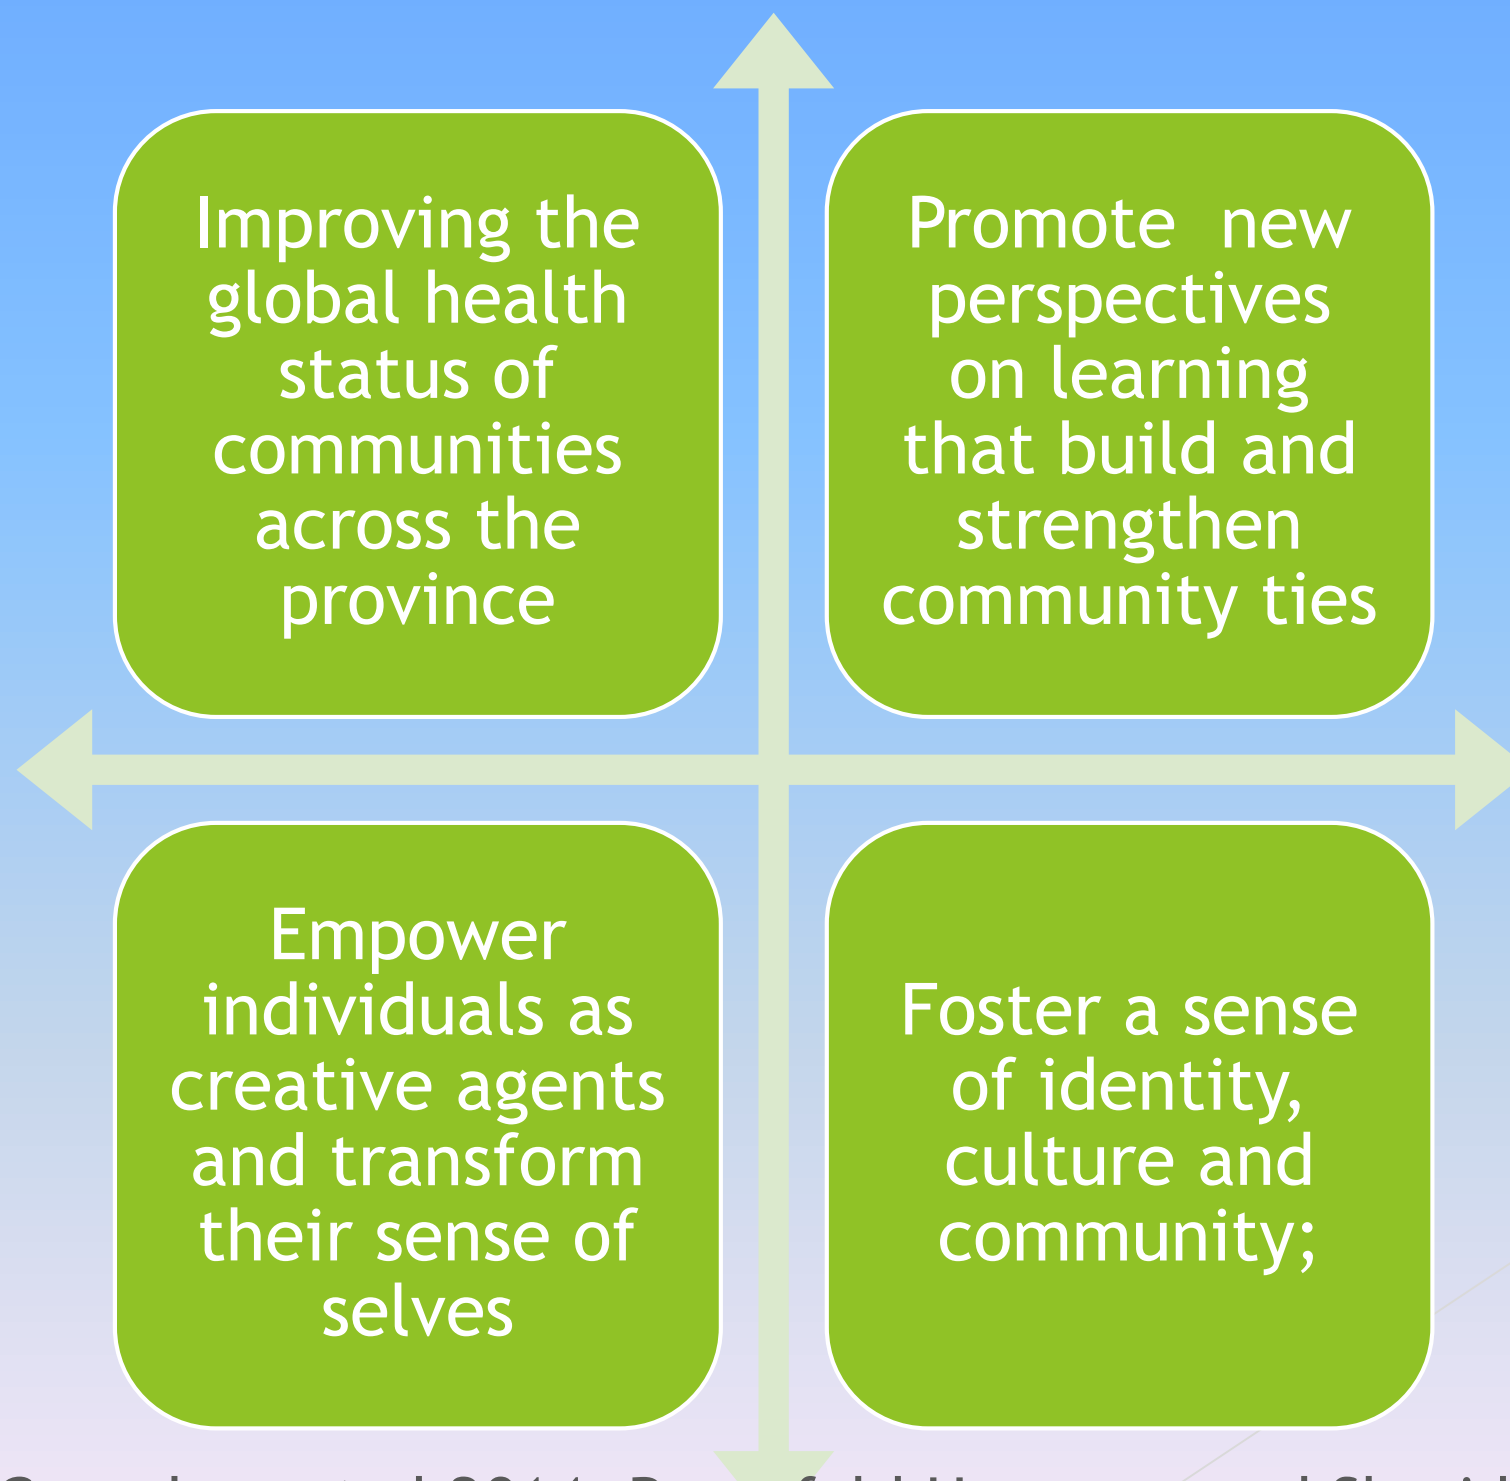 Improving the
global health
status of
communities
across the
province
Promote new
perspectives
on learning
that build and
strengthen
community ties
Empower
individuals as
creative agents
and transform
their sense of
selves
Foster a sense
of identity,
culture and
community;